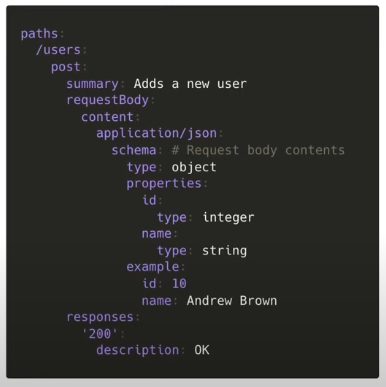 paths:
/users:
post:
summary: Adds a new user
requestBody:
content:
application/json:
schema: # Request body contents
type: object
properties:
id:
type: integer
name:
type: string
example:
id: 10
name: Andrew Brown
responses:
'200':
description: OK